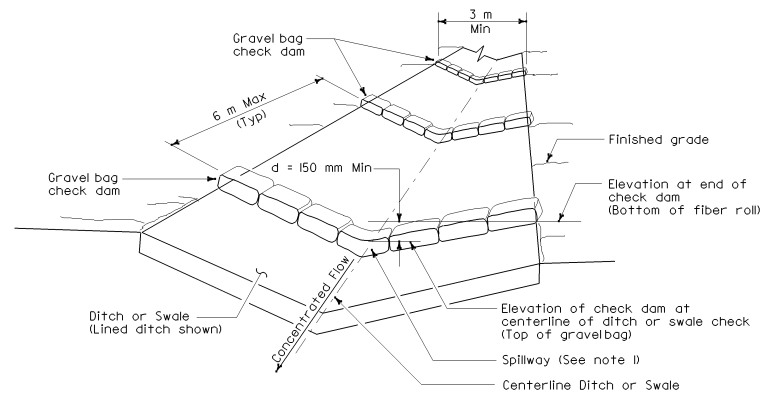 3 m
Min
Gravel bag
check dam
6 m Max
(Typ)
Finished grade
d = 150 mm Min
Gravel bag
check dam
Elevation at end of
check dam
(Bottom of fiber roll)
Concentrated Flow
Ditch or Swale
(Lined ditch shown)
Elevation of check dam at
centerline of ditch or swale check
(Top of gravelbag)
Spillway (See note 1)
Centerline Ditch or Swale